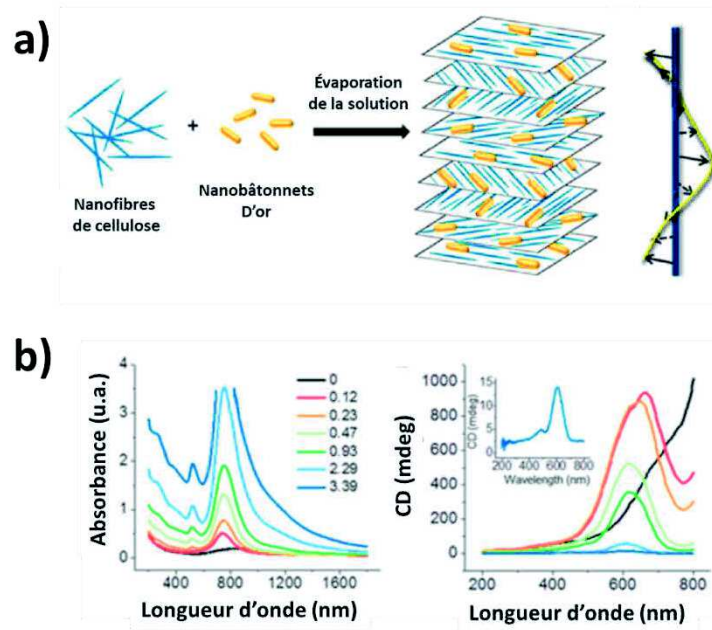 a)
Évaporation
de la solution
+
Nanofibres
de cellulose
Nanobâtonnets
D'or
b)
Absorbance (u.a.)
4
3
2
1
0
0
0.12
0.23
0.47
0.93
2.29
3.39
400 800 1200 1600
Longueur d'onde (nm)
CD (mdeg)
1000
800
600
400
200
0
CD (mdeg)
15
10
5
0
200 400 600 800
Wavelength (nm)
200 400 600 800
Longueur d'onde (nm)